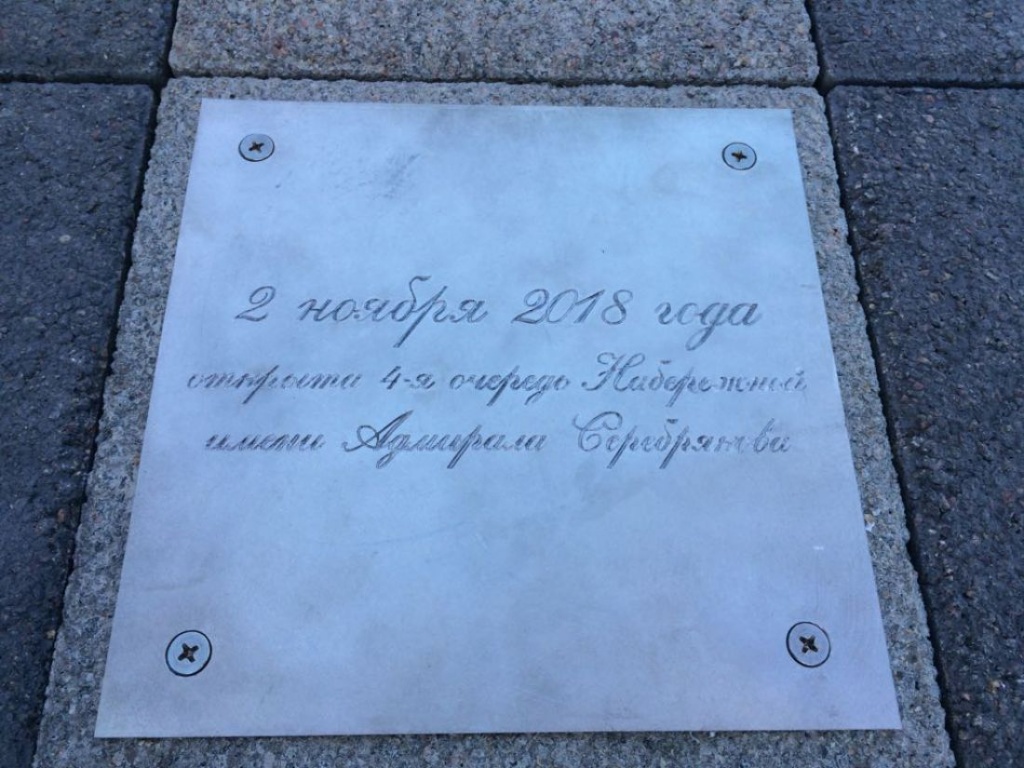 2 ноября 2018 года
открыта 4-я очередь Набережной
имени Адмирала Серебрякова